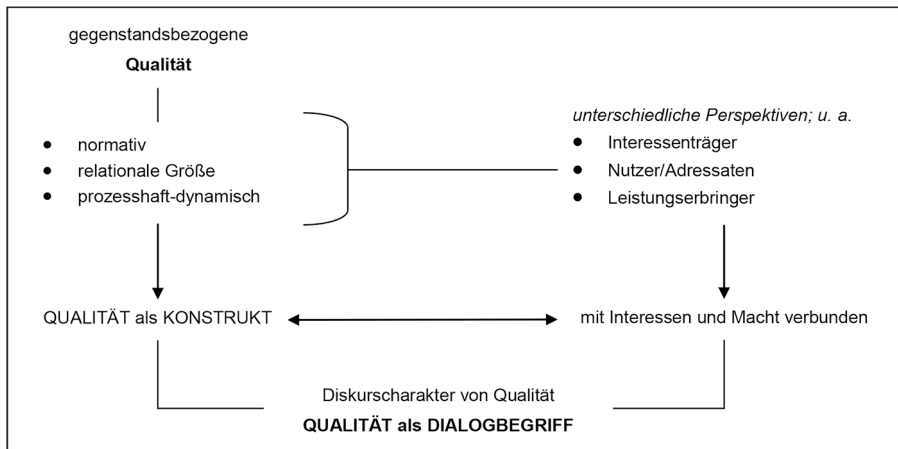 gegenstandsbezogene
Qualität
● normativ
● relationale Größe
● prozesshaft-dynamisch
unterschiedliche Perspektiven; u. a.
● Interessenträger
● Nutzer/Adressaten
● Leistungserbringer
QUALITÄT als KONSTRUKT
mit Interessen und Macht verbunden
Diskurscharakter von Qualität
QUALITÄT als DIALOGBEGRIFF